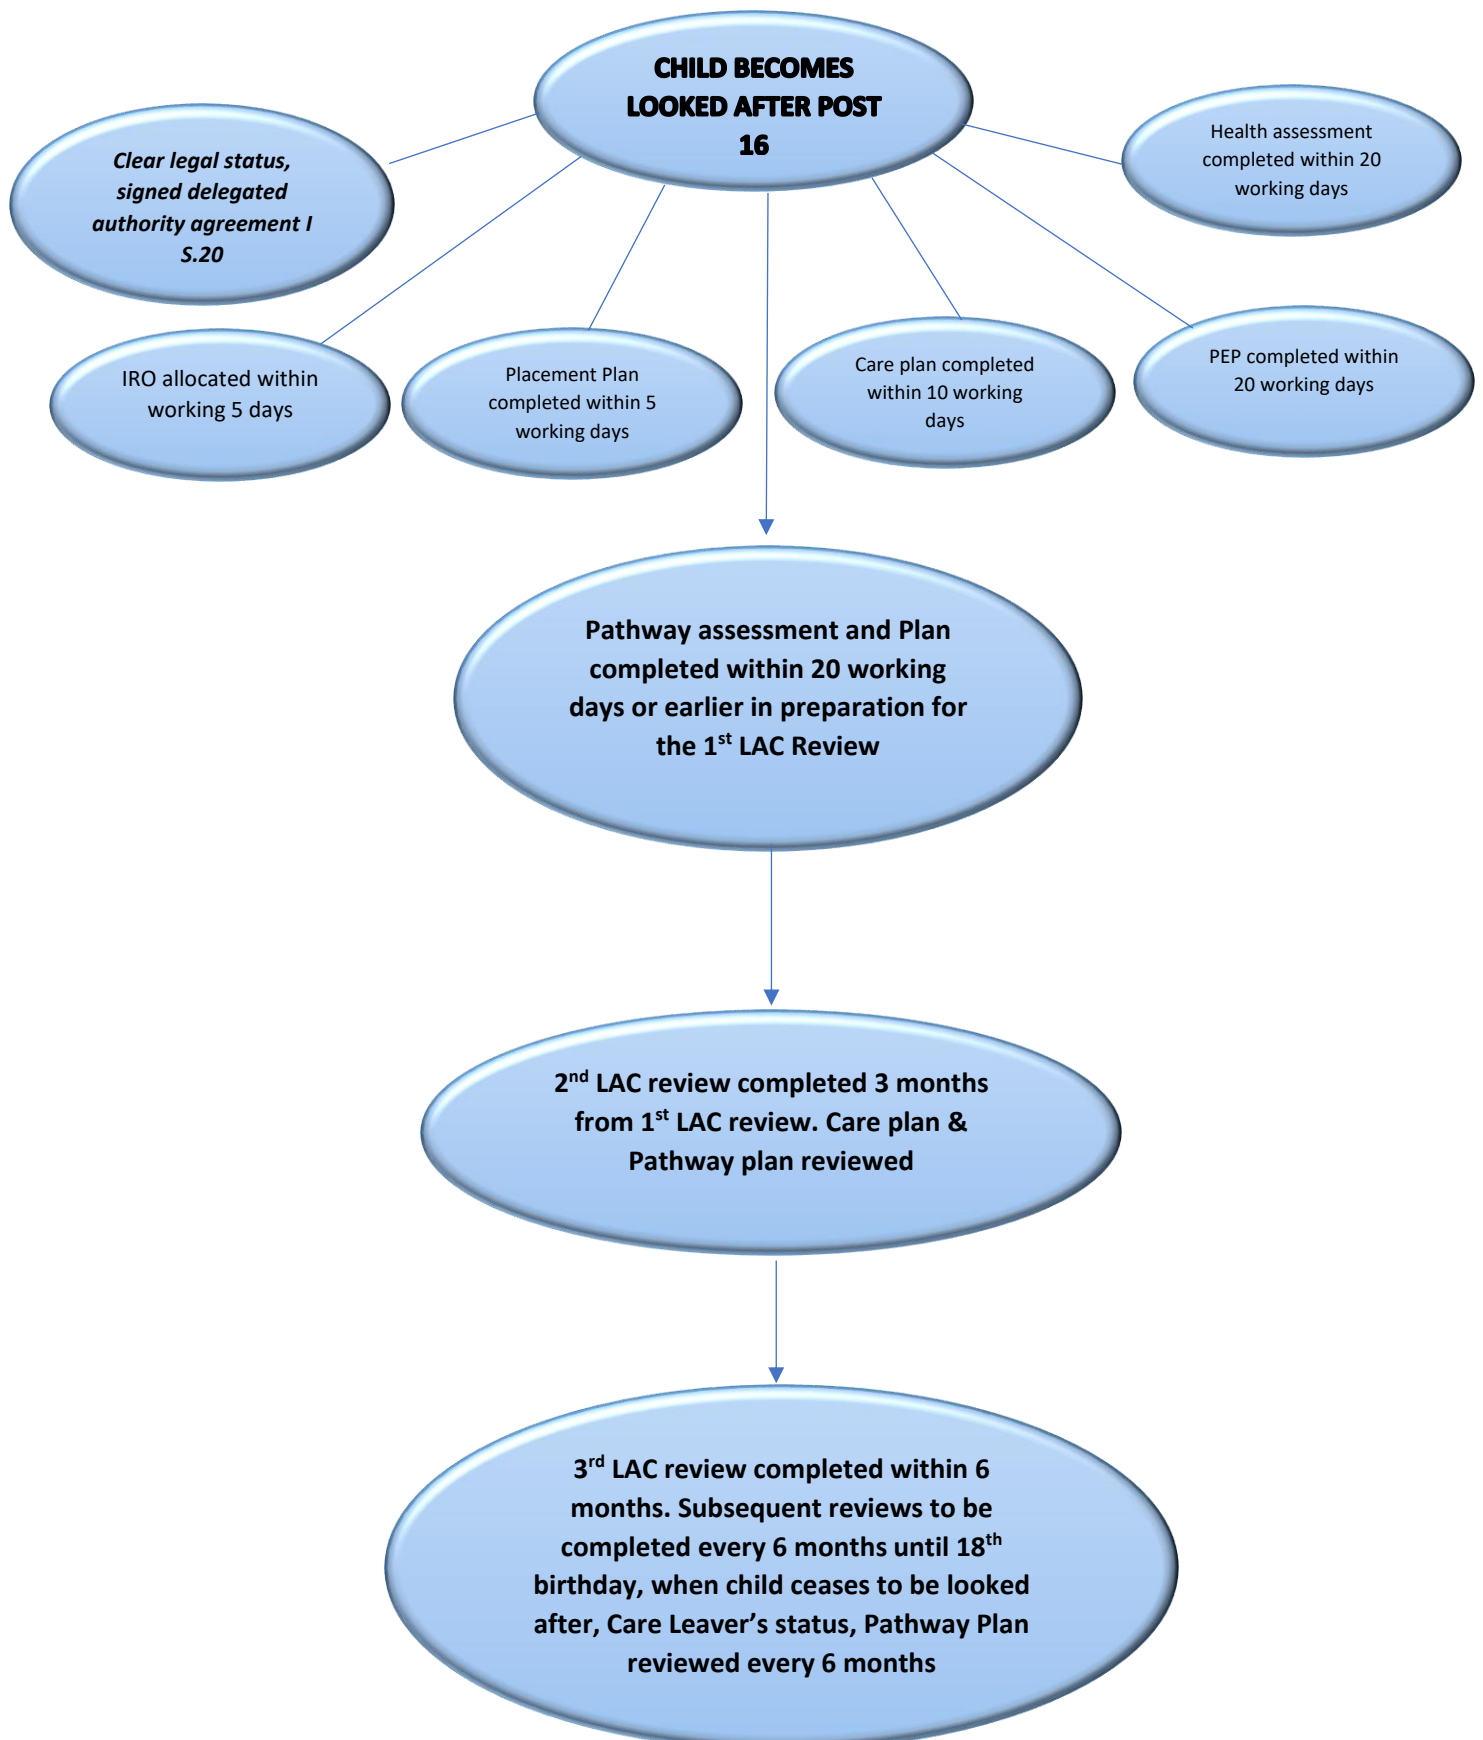 CHILD BECOMES
LOOKED AFTER POST
16
Clear legal status,
signed delegated
authority agreement I
S.20
Health assessment
completed within 20
working days
IRO allocated within
working 5 days
Placement Plan
completed within 5
working days
Care plan completed
within 10 working
days
PEP completed within
20 working days
Pathway assessment and Plan
completed within 20 working
days or earlier in preparation for
the 1st LAC Review
2nd LAC review completed 3 months
from 1st LAC review. Care plan &
Pathway plan reviewed
3rd LAC review completed within 6
months. Subsequent reviews to be
completed every 6 months until 18th
birthday, when child ceases to be looked
after, Care Leaver’s status, Pathway Plan
reviewed every 6 months